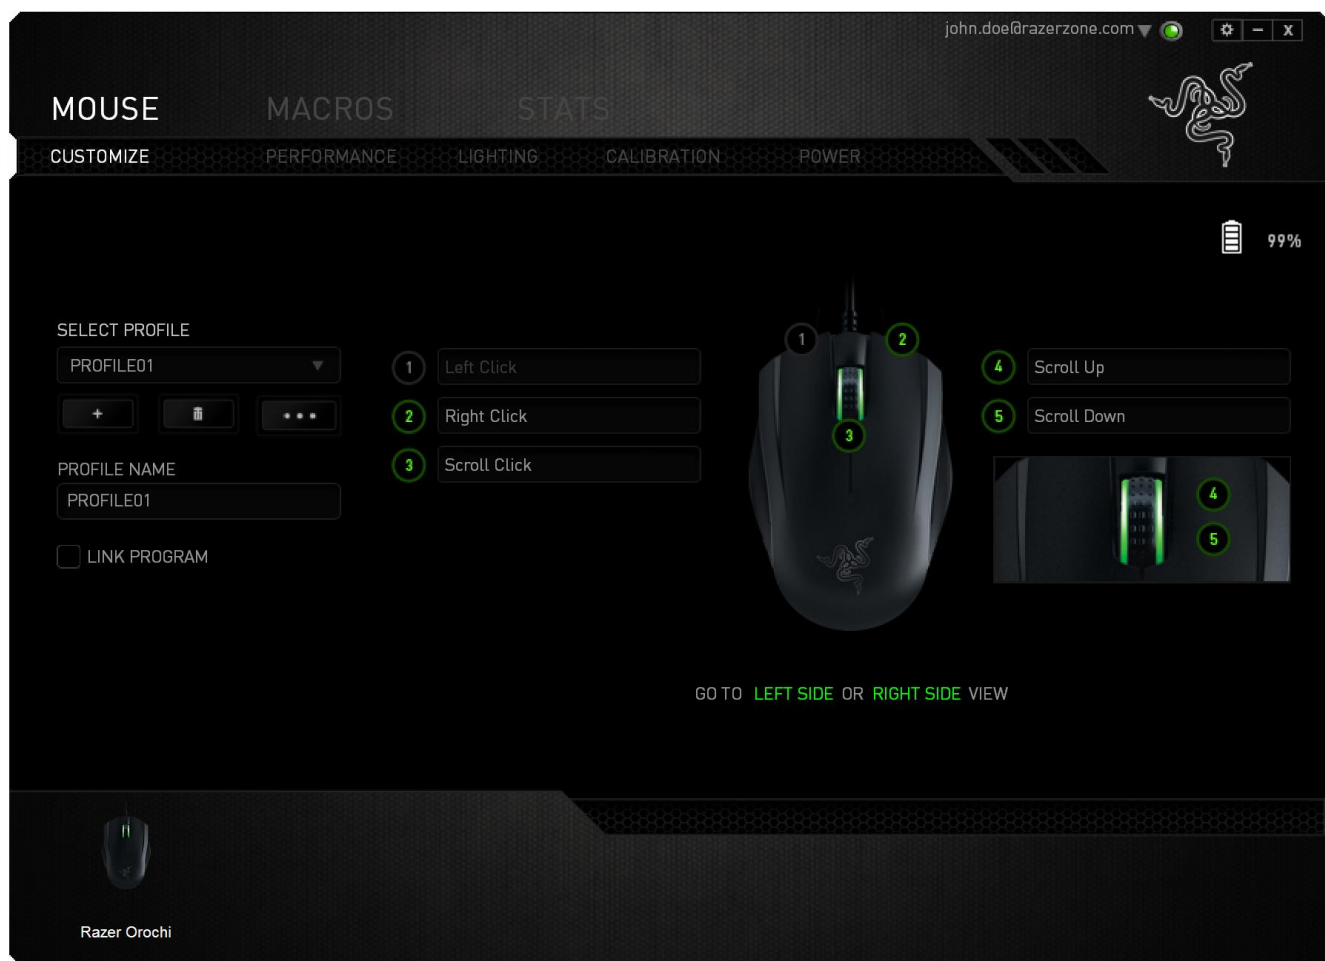 john.doe@razerzone.com
MOUSE MACROS STATS
CUSTOMIZE PERFORMANCE LIGHTING CALIBRATION POWER
99%
SELECT PROFILE
PROFILE01
+
PROFILE NAME
PROFILE01
LINK PROGRAM
1 Left Click
2 Right Click
3 Scroll Click
1 2
3
4 Scroll Up
5 Scroll Down
4
5
GO TO LEFT SIDE OR RIGHT SIDE VIEW
Razer Orochi